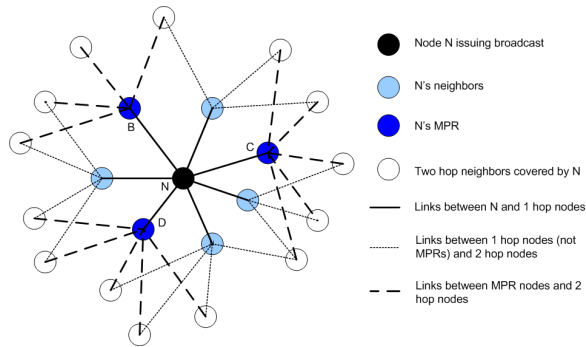 B
C
N
D
Node N issuing broadcast
N's neighbors
N's MPR
Two hop neighbors covered by N
Links between N and 1 hop nodes
Links between 1 hop nodes (not
MPRs) and 2 hop nodes
Links between MPR nodes and 2
hop nodes